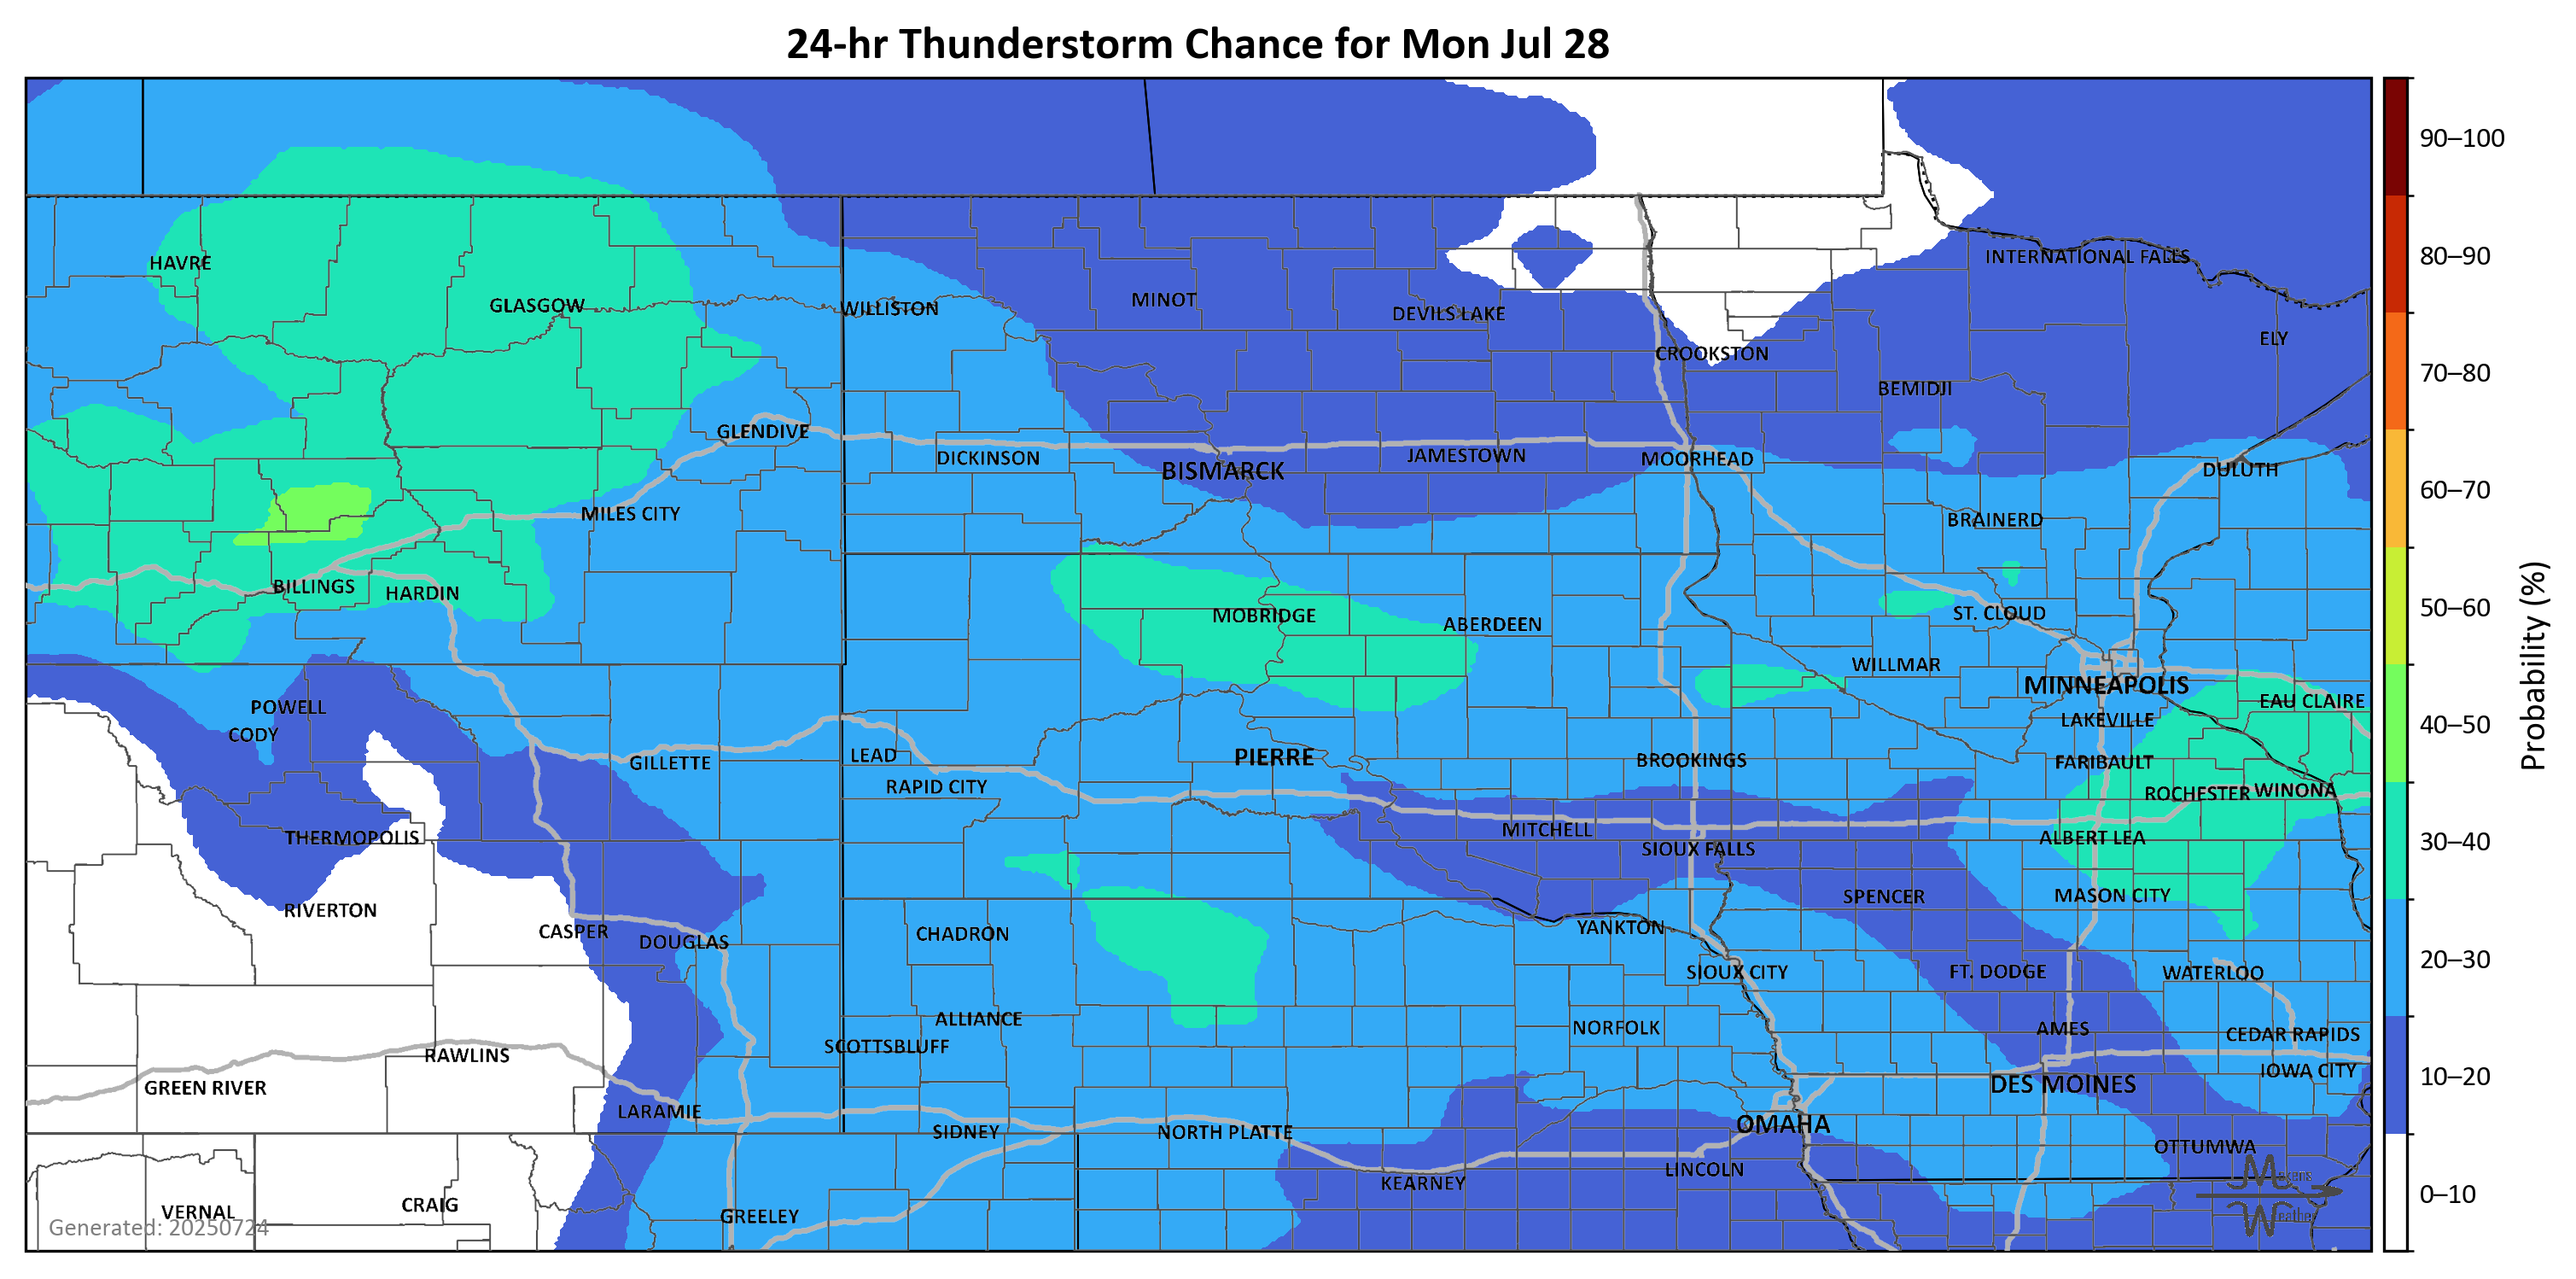 24-hr Thunderstorm Chance for Mon Jul 28
90–100
80–90
70–80
60–70
50–60
40–50
30–40
20–30
10–20
0–10
Probability (%)
HAVRE
INTERNATIONAL FALLS
GLASGOW
WILLISTON
MINOT
DEVILS LAKE
ELY
CROOKSTON
BEMIDJI
GLENDIVE
DICKINSON
BISMARCK
JAMESTOWN
MOORHEAD
DULUTH
MILES CITY
BRAINERD
BILLINGS
HARDIN
MOBRIDGE
ABERDEEN
ST. CLOUD
WILLMAR
MINNEAPOLIS
POWELL
EAU CLAIRE
CODY
LAKEVILLE
GILLETTE
LEAD
PIERRE
BROOKINGS
FARIBAULT
RAPID CITY
ROCHESTER
WINONA
THERMOPOLIS
MITCHELL
ALBERT LEA
SIOUX FALLS
RIVERTON
SPENCER
MASON CITY
CASPER
DOUGLAS
CHADRON
YANKTON
SIOUX CITY
FT. DODGE
WATERLOO
ALLIANCE
NORFOLK
AMES
CEDAR RAPIDS
SCOTTSBLUFF
RAWLINS
GREEN RIVER
DES MOINES
IOWA CITY
LARAMIE
SIDNEY
NORTH PLATTE
OMAHA
OTTUMWA
LINCOLN
KEARNEY
VERNAL
CRAIG
GREELEY
Generated: 20250724
Makens
Weather